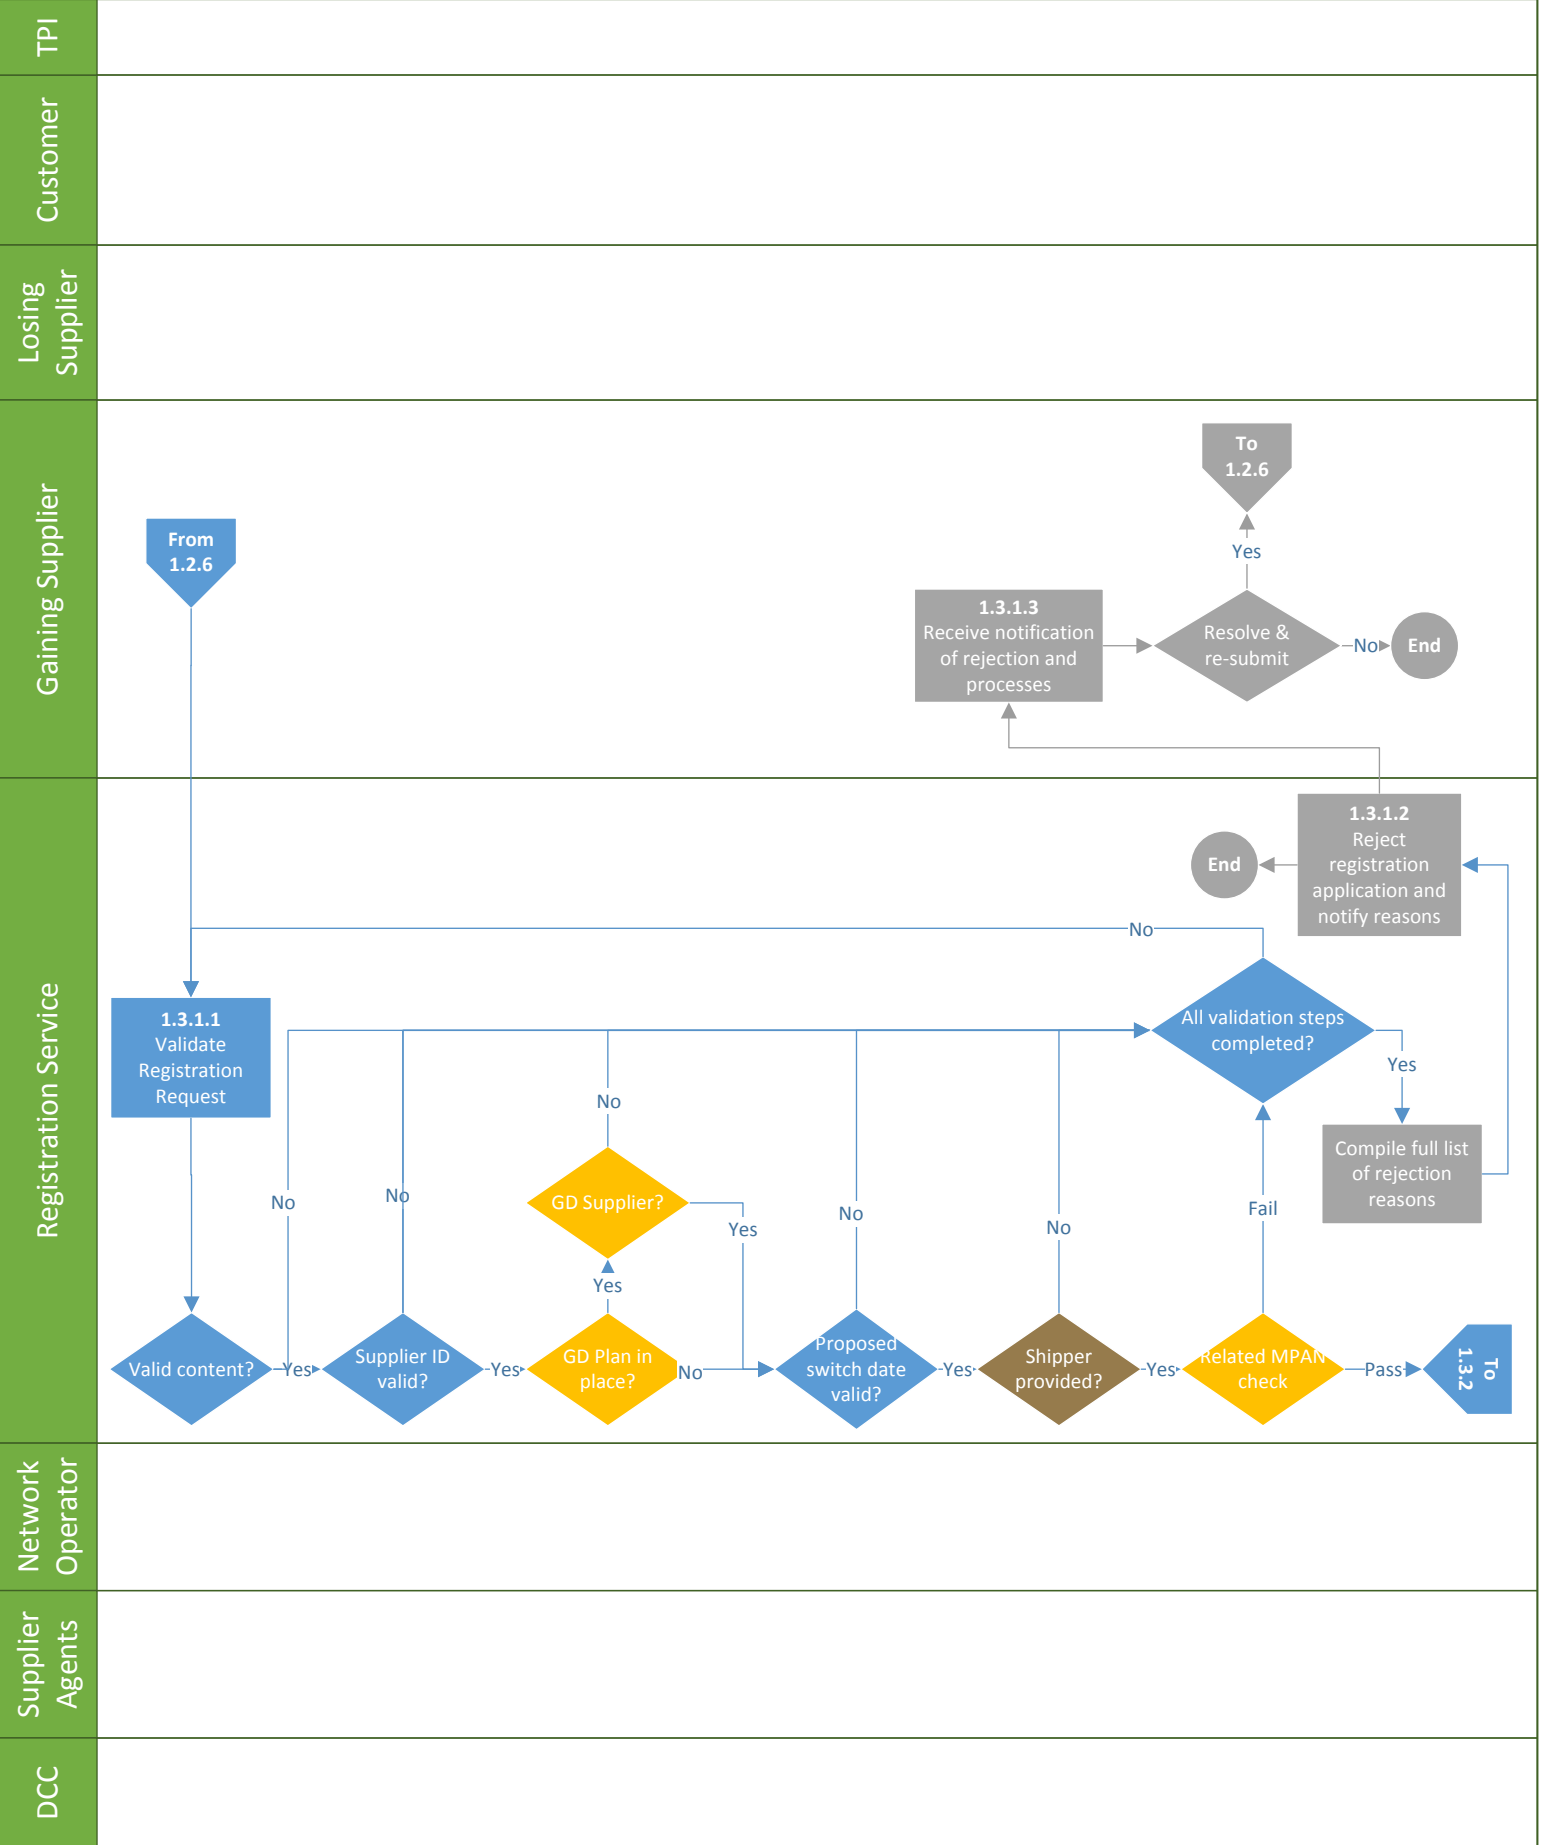 TPI
Customer
Losing
Supplier
Gaining Supplier
From
1.2.6
To
1.2.6
Yes
1.3.1.3
Receive notification
of rejection and
processes
Resolve &
re-submit
No
End
Registration Service
1.3.1.2
Reject
registration
application and
notify reasons
End
No
1.3.1.1
Validate
Registration
Request
All validation steps
completed?
Yes
Compile full list
of rejection
reasons
No
No
No
GD Supplier?
Yes
No
No
Fail
Yes
Valid content?
Yes
Supplier ID
valid?
Yes
GD Plan in
place?
No
Proposed
switch date
valid?
Yes
Shipper
provided?
Yes
Related MPAN
check
Pass
To
1.3.2
Network
Operator
Supplier
Agents
DCC